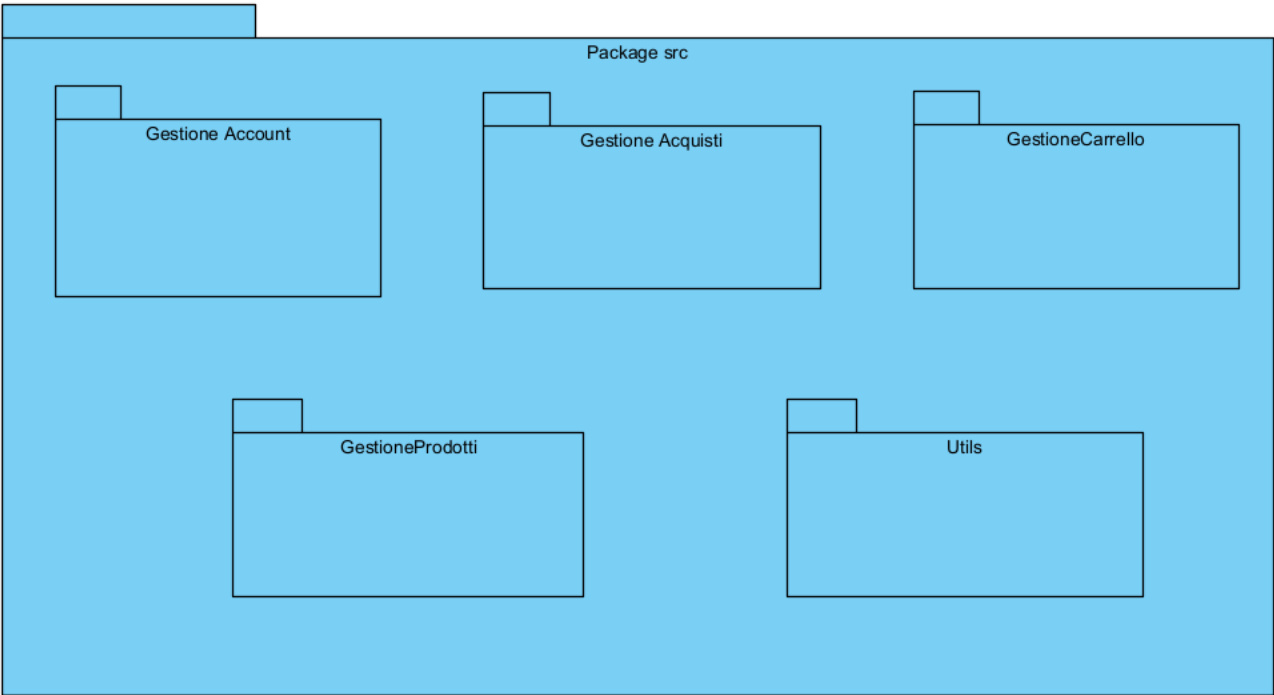 Package src
Gestione Account
Gestione Acquisti
GestioneCarrello
GestioneProdotti
Utils